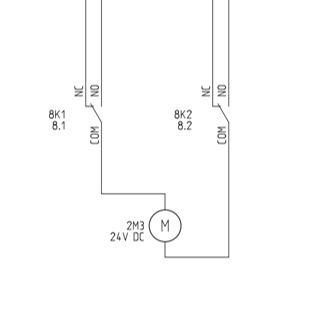 NC NO
8K1
8.1
COM
NC NO
8K2
8.2
COM
2M3
24V DC
M